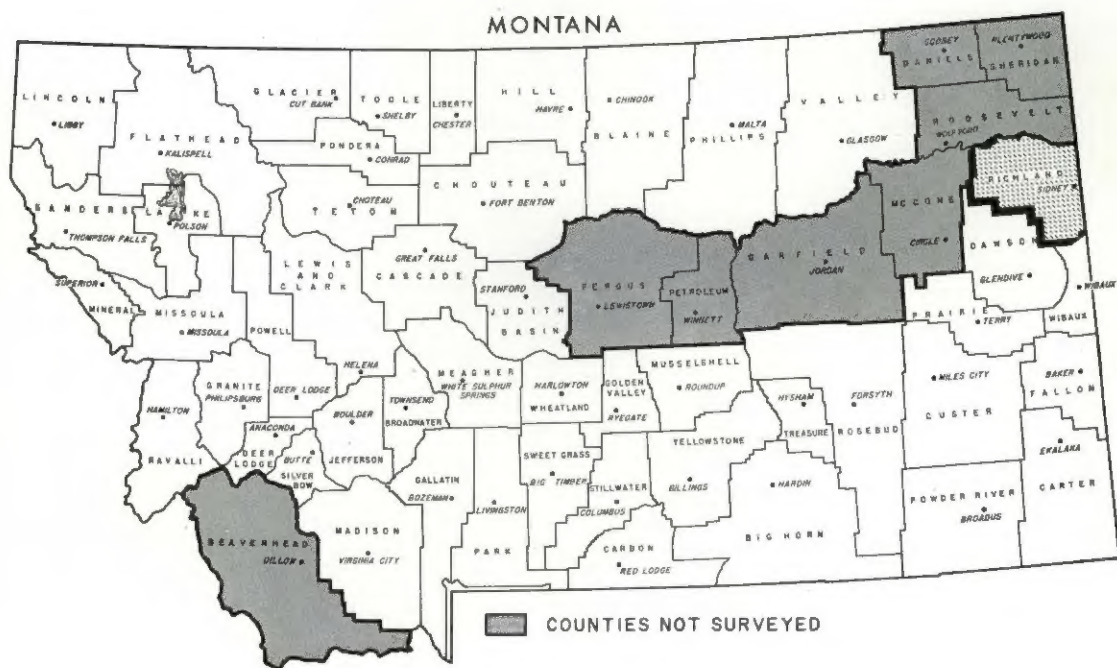 MONTANA
LINCOLN
LIBBY
FLATHEAD
KALISPELL
GLACIER
CUT BANK
TOOLE
SHELBY
LIBERTY
CHESTER
HILL
HAVRE
CHINOOK
BLAINE
MALTA
PHILLIPS
VALLEY
GLASGOW
SCOBEY
DANIELS
PLENTYWOOD
SHERIDAN
ROOSEVELT
WOLF POINT
RICHLAND
SIDNEY
PONDERA
CONRAD
CHOUTEAU
FORT BENTON
CHOTEAU
TETON
SANDERS
THOMPSON FALLS
LAKE
POLSON
LEWIS
AND
CLARK
GREAT FALLS
CASCADE
STANFORD
JUDITH
BASIN
FERGUS
LEWISTOWN
PETROLEUM
WINNETT
GARFIELD
JORDAN
MCCONE
CIRCLE
DAWSON
GLENDIVE
WIBAUX
WIBAUX
PRAIRIE
TERRY
SUPERIOR
MINERAL
MISSOULA
MISSOULA
POWELL
HELENA
MEAGHER
WHITE SULPHUR
SPRINGS
HARLOWTON
WHEATLAND
GOLDEN
VALLEY
RYEGATE
MUSSELSHELL
ROUNDUP
HYSHAM
TREASURE
FORSYTH
ROSEBUD
MILES CITY
CUSTER
BAKER
FALLON
EKALAKA
CARTER
GRANITE
PHILIPSBURG
DEER LODGE
BOULDER
TOWNSEND
BROADWATER
HAMILTON
RAVALLI
ANACONDA
DEER
LODGE
BUTTE
SILVER
BOW
JEFFERSON
GALLATIN
BOZEMAN
LIVINGSTON
PARK
SWEET GRASS
BIG TIMBER
STILLWATER
COLUMBUS
YELLOWSTONE
BILLINGS
HARDIN
BIG HORN
POWDER RIVER
BROADUS
BEAVERHEAD
DILLON
MADISON
VIRGINIA CITY
CARBON
RED LODGE
COUNTIES NOT SURVEYED